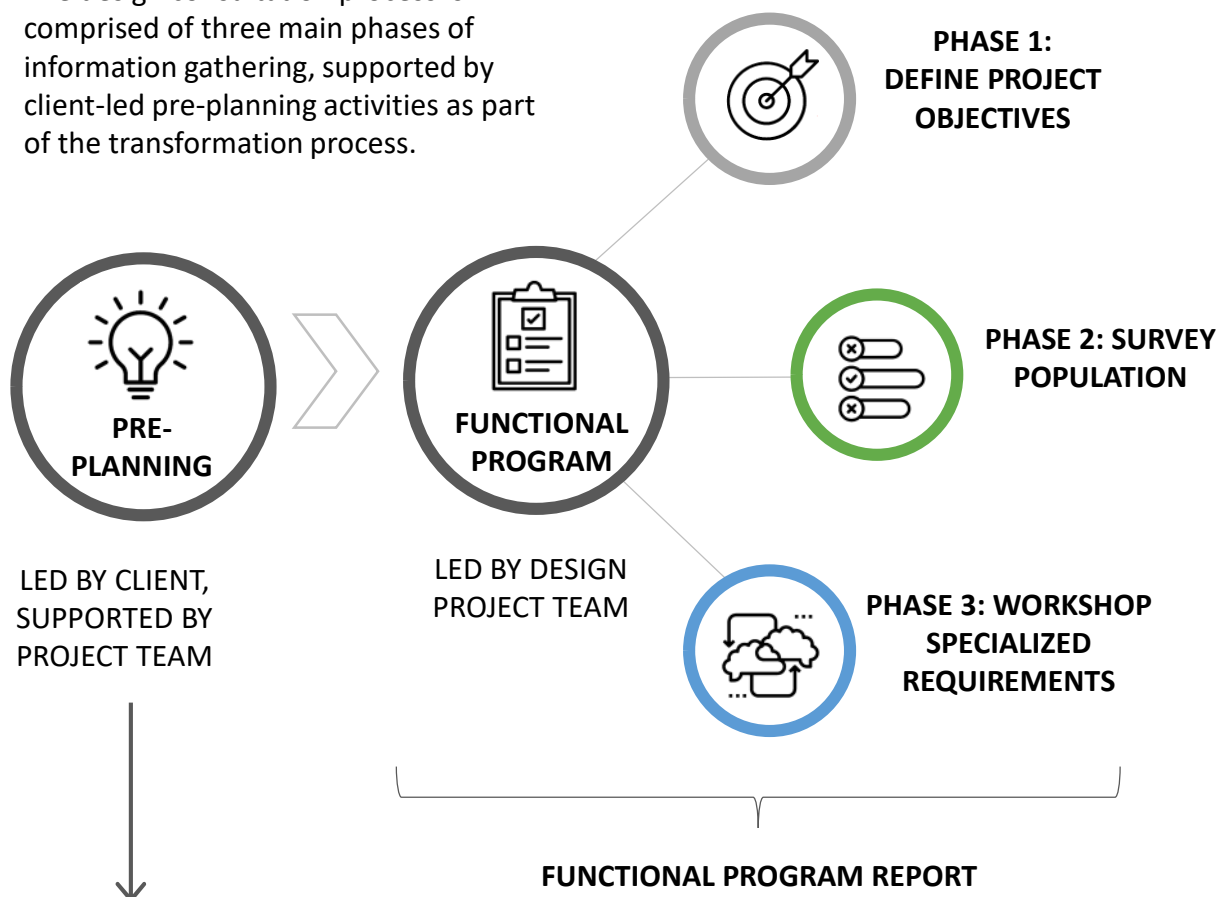 comprised of three main phases of
information gathering, supported by
client-led pre-planning activities as part
of the transformation process.
PHASE 1:
DEFINE PROJECT
OBJECTIVES
PRE-
PLANNING
FUNCTIONAL
PROGRAM
PHASE 2: SURVEY
POPULATION
LED BY CLIENT,
SUPPORTED BY
PROJECT TEAM
LED BY DESIGN
PROJECT TEAM
PHASE 3: WORKSHOP
SPECIALIZED
REQUIREMENTS
FUNCTIONAL PROGRAM REPORT